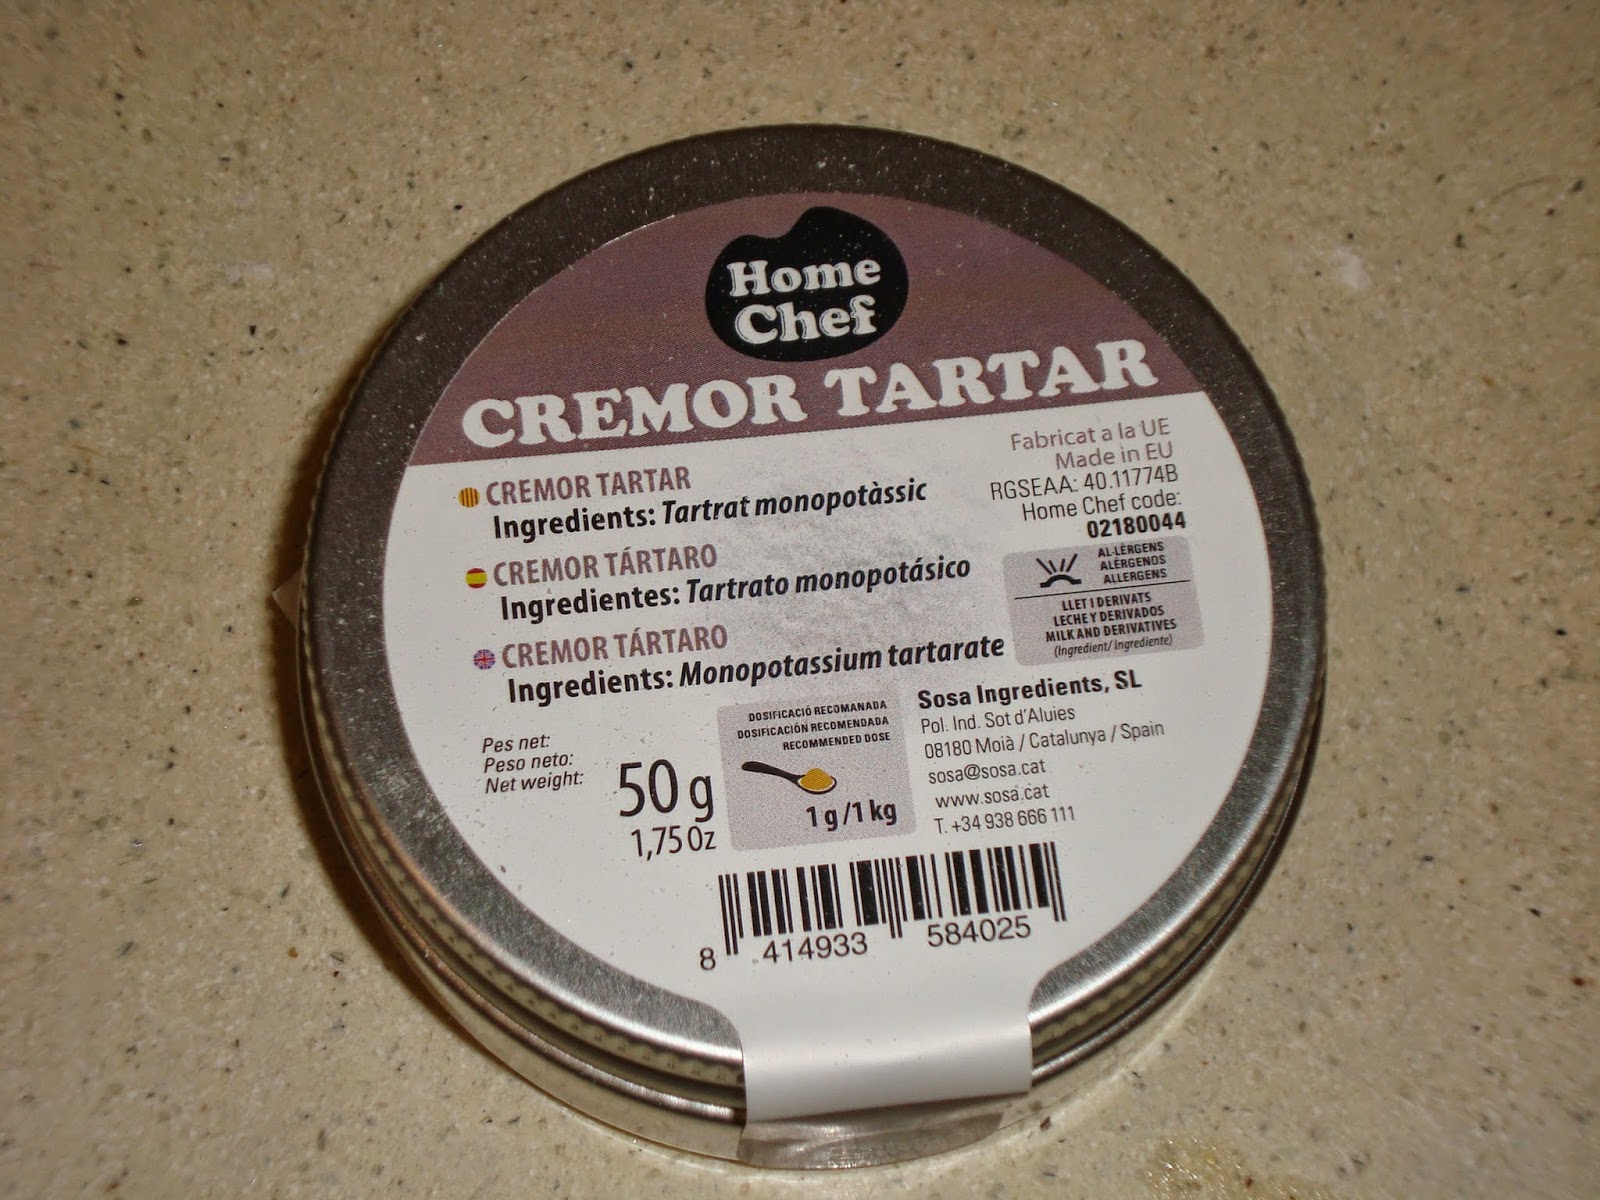 Home
Chef
CREMOR TARTAR
CREMOR TARTAR
Ingredients: Tartrat monopotàssic
CREMOR TÁRTARO
Ingredientes: Tartrato monopotásico
CREMOR TÁRTARO
Ingredients: Monopotassium tartarate
Fabricat a la UE
Made in EU
RGSEAA: 40.11774B
Home Chef code:
02180044
AL·LÈRGENS
ALÉRGENOS
ALLERGENS
LLET I DERIVATS
LECHE Y DERIVADOS
MILK AND DERIVATIVES
(Ingredient/ Ingrediente)
Pes net:
Peso neto:
Net weight:
50 g
1,75 Oz
DOSIFICACIÓ RECOMANADA
DOSIFICACIÓN RECOMENDADA
RECOMMENDED DOSE
1 g/1 kg
Sosa Ingredients, SL
Pol. Ind. Sot d'Aluies
08180 Moià / Catalunya / Spain
sosa@sosa.cat
www.sosa.cat
T. +34 938 666 111
8 414933 584025